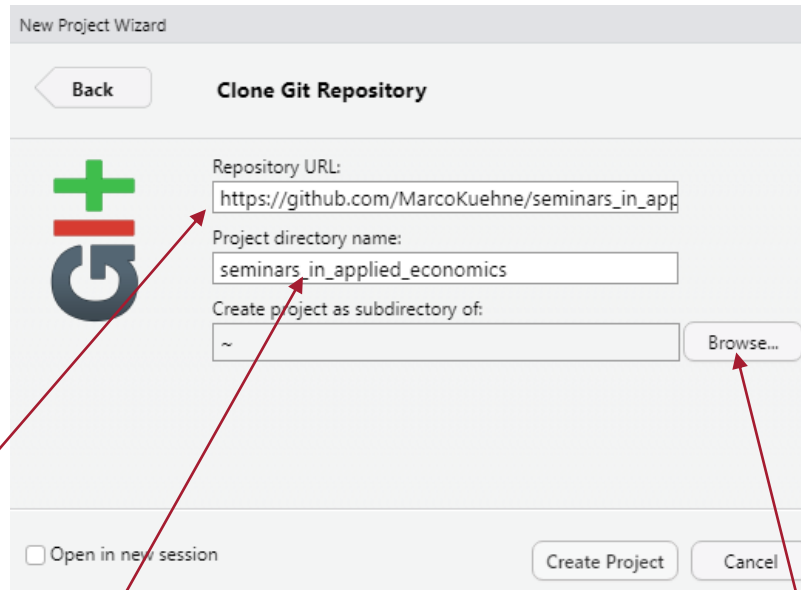 New Project Wizard
Back
Clone Git Repository
git
Repository URL:
https://github.com/MarcoKuehne/seminars_in_app
Project directory name:
seminars_in_applied_economics
Create project as subdirectory of:
~
Browse...
Open in new session
Create Project
Cancel